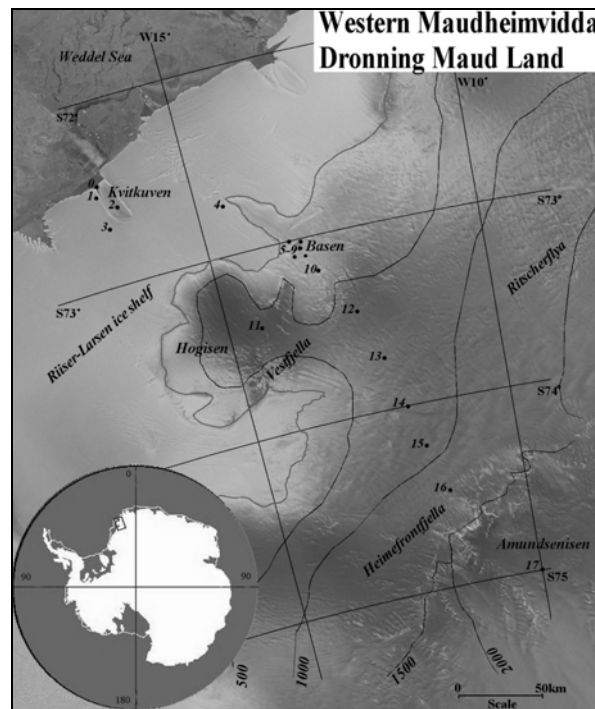 Western Maudheimvidda
Dronning Maud Land
Weddel Sea
W15°
W10°
S72°
0
Kvitkuven
1
2
3
4
S73°
5-9
Basen
10
Ritscherflya
S73°
Riiser-Larsen ice shelf
11
12
Hogisen
Vestfjella
13
14
S74°
15
16
Heimefrontfjella
Amundsenisen
17
S75
0
90
90
180
500
1000
1500
2000
0
50km
Scale